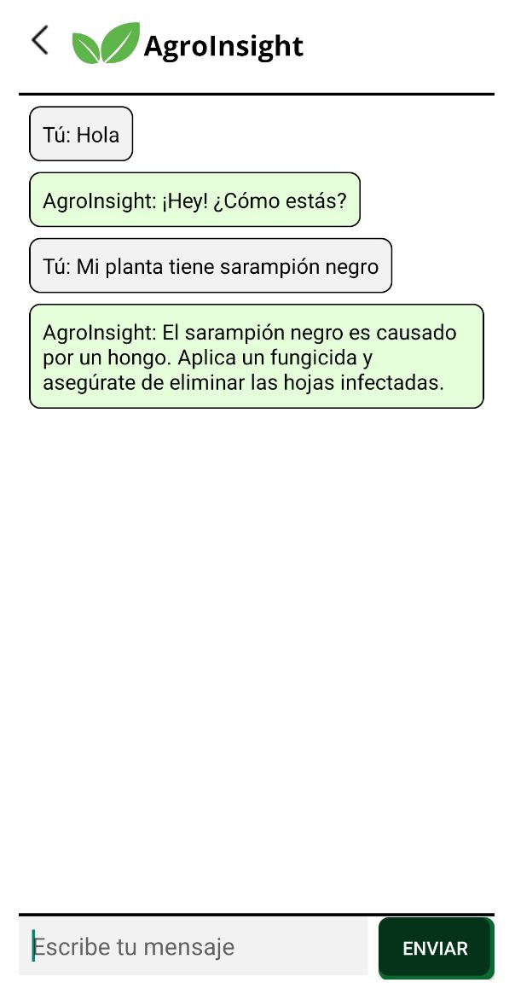 AgroInsight
Tú: Hola
AgroInsight: ¡Hey! ¿Cómo estás?
Tú: Mi planta tiene sarampión negro
AgroInsight: El sarampión negro es causado
por un hongo. Aplica un fungicida y
asegúrate de eliminar las hojas infectadas.
Escribe tu mensaje
ENVIAR